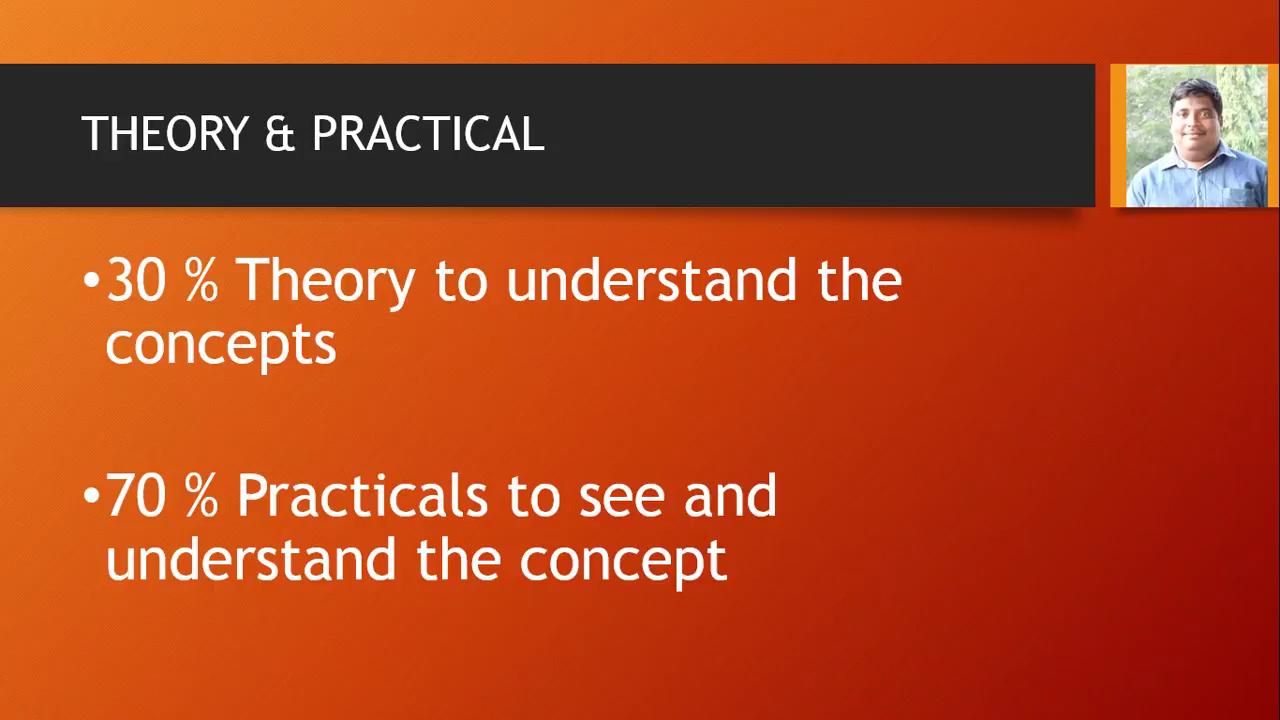 THEORY & PRACTICAL
•30 % Theory to understand the
concepts
•70 % Practicals to see and
understand the concept